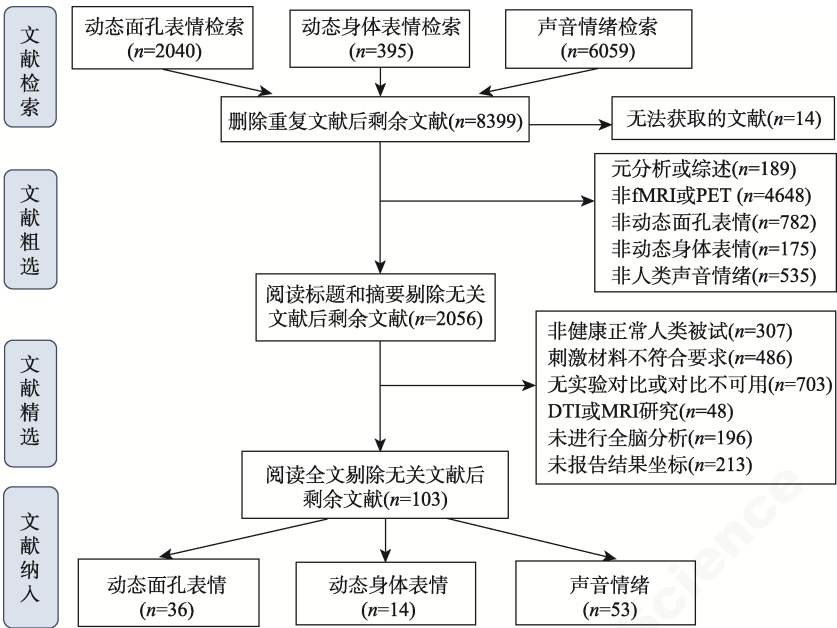 文献检索
动态面孔表情检索
(n=2040)
动态身体表情检索
(n=395)
声音情绪检索
(n=6059)
删除重复文献后剩余文献(n=8399)
无法获取的文献(n=14)
文献粗选
元分析或综述(n=189)
非fMRI或PET (n=4648)
非动态面孔表情(n=782)
非动态身体表情(n=175)
非人类声音情绪(n=535)
阅读标题和摘要剔除无关
文献后剩余文献(n=2056)
文献精选
非健康正常人类被试(n=307)
刺激材料不符合要求(n=486)
无实验对比或对比不可用(n=703)
DTI或MRI研究(n=48)
未进行全脑分析(n=196)
未报告结果坐标(n=213)
阅读全文剔除无关文献后
剩余文献(n=103)
文献纳入
动态面孔表情
(n=36)
动态身体表情
(n=14)
声音情绪
(n=53)
science